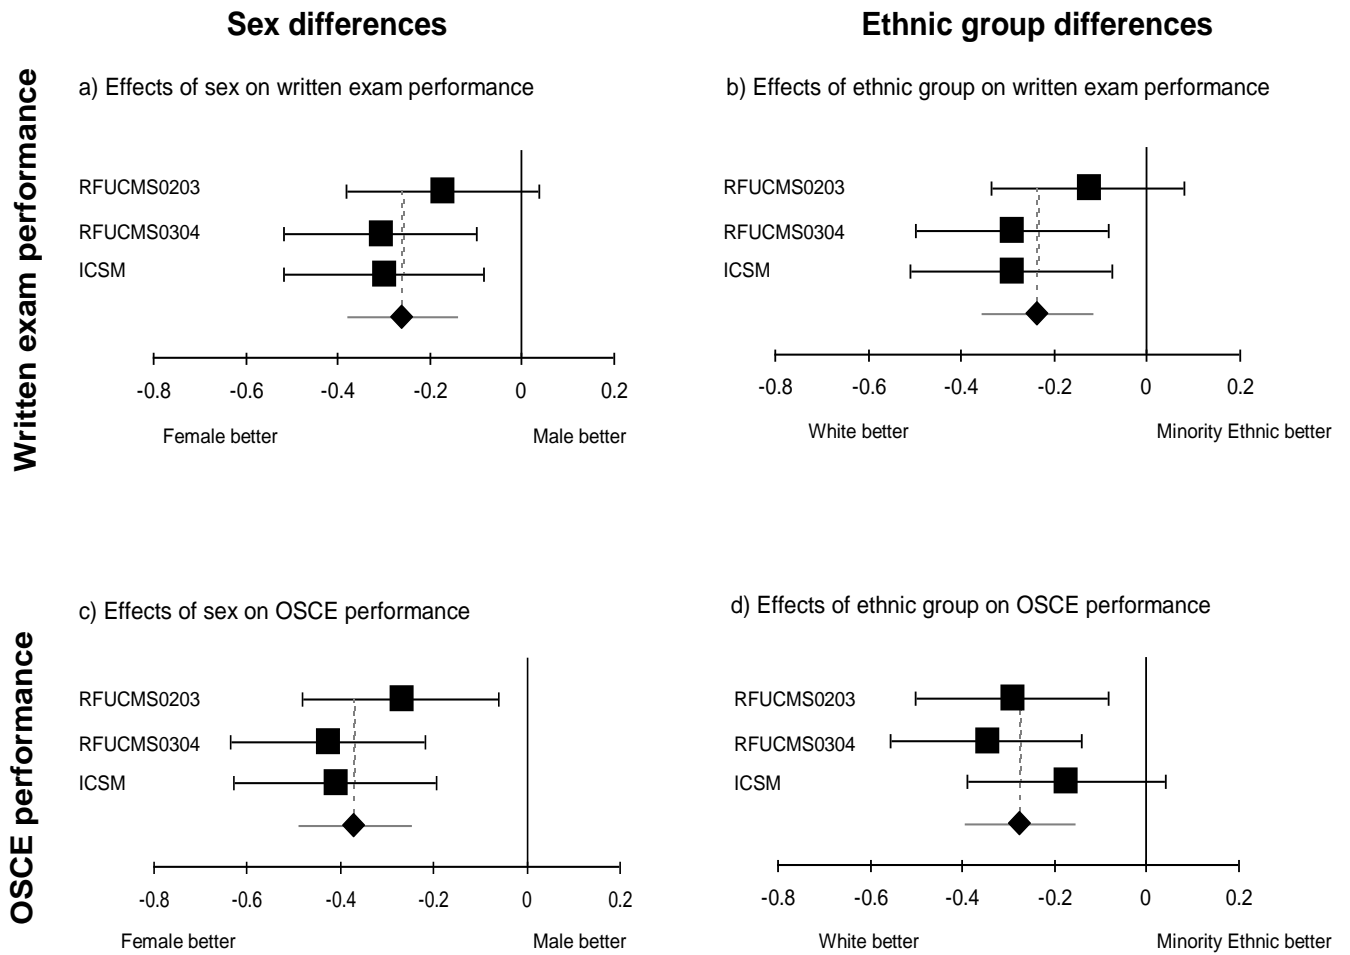 Sex differences
Ethnic group differences
Written exam performance
a) Effects of sex on written exam performance
RFUCMS0203
RFUCMS0304
ICSM
-0.8 -0.6 -0.4 -0.2 0 0.2
Female better Male better
b) Effects of ethnic group on written exam performance
RFUCMS0203
RFUCMS0304
ICSM
-0.8 -0.6 -0.4 -0.2 0 0.2
White better Minority Ethnic better
OSCE performance
c) Effects of sex on OSCE performance
RFUCMS0203
RFUCMS0304
ICSM
-0.8 -0.6 -0.4 -0.2 0 0.2
Female better Male better
d) Effects of ethnic group on OSCE performance
RFUCMS0203
RFUCMS0304
ICSM
-0.8 -0.6 -0.4 -0.2 0 0.2
White better Minority Ethnic better